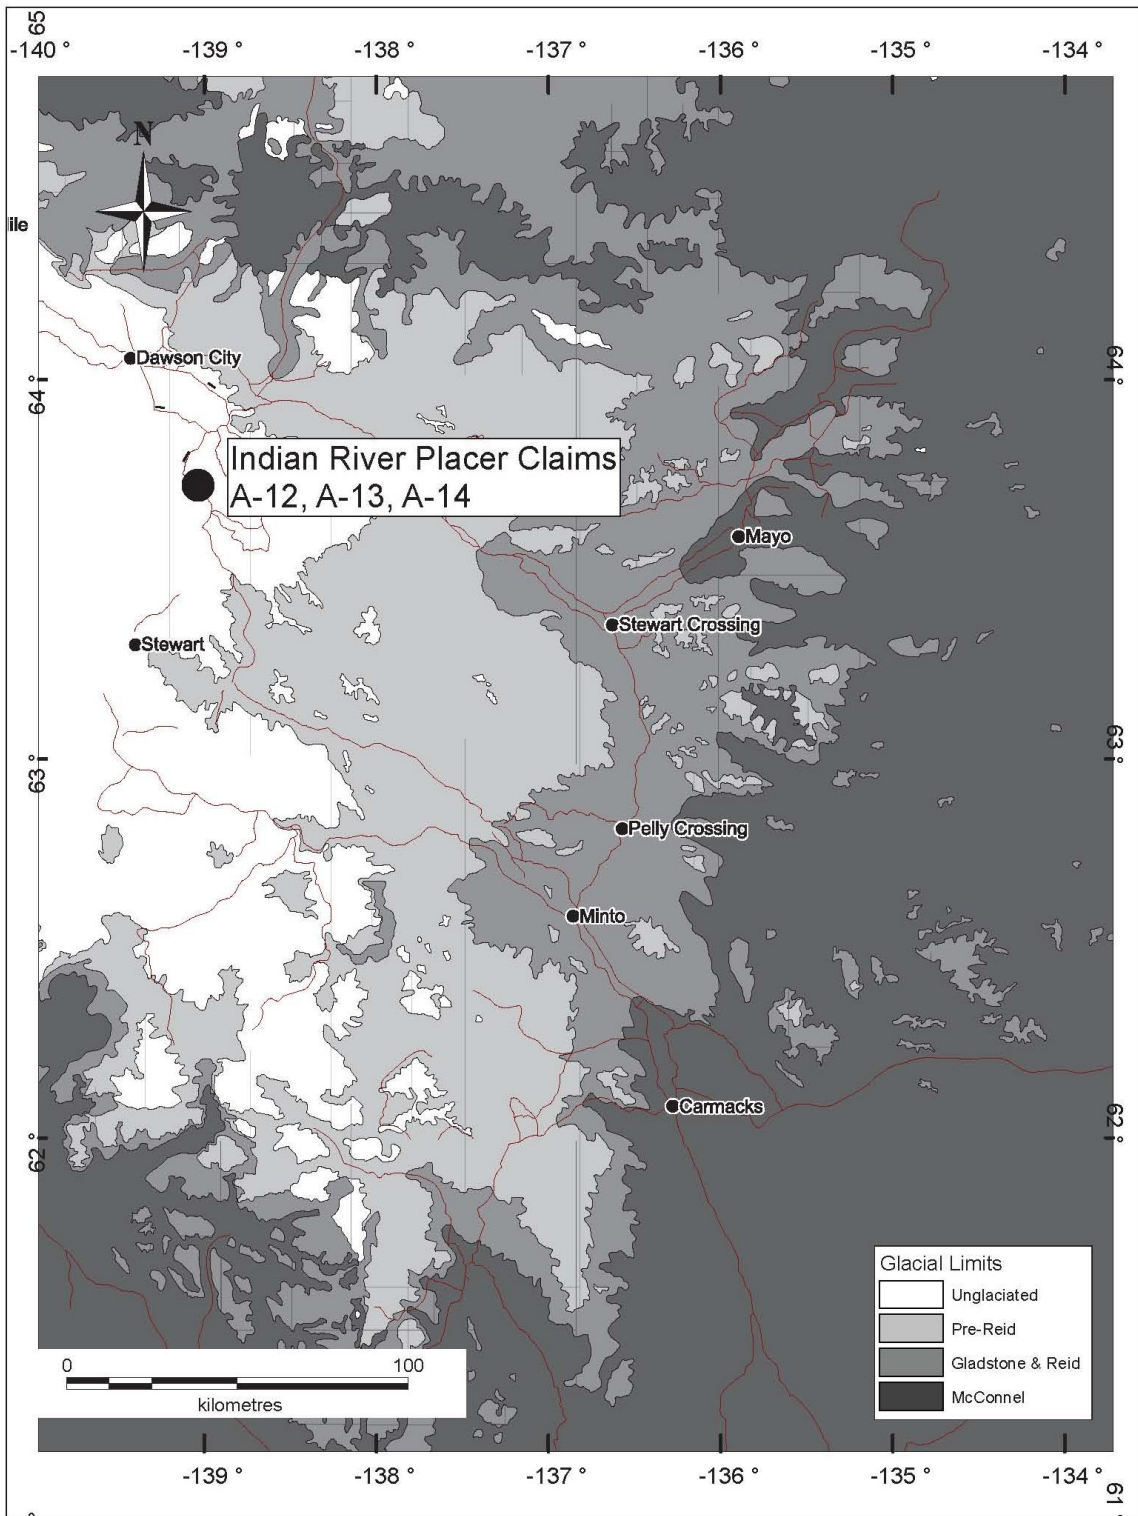 65
-140 °
-139 °
-138 °
-137 °
-136 °
-135 °
-134 °
N
ile
Dawson City
64 °
64 °
Indian River Placer Claims
A-12, A-13, A-14
Mayo
Stewart Crossing
Stewart
63 °
63 °
Pelly Crossing
Minto
Carmacks
62 °
62 °
Glacial Limits
Unglaciated
Pre-Reid
Gladstone & Reid
McConnel
0
100
kilometres
-139 °
-138 °
-137 °
-136 °
-135 °
-134 °
61 °